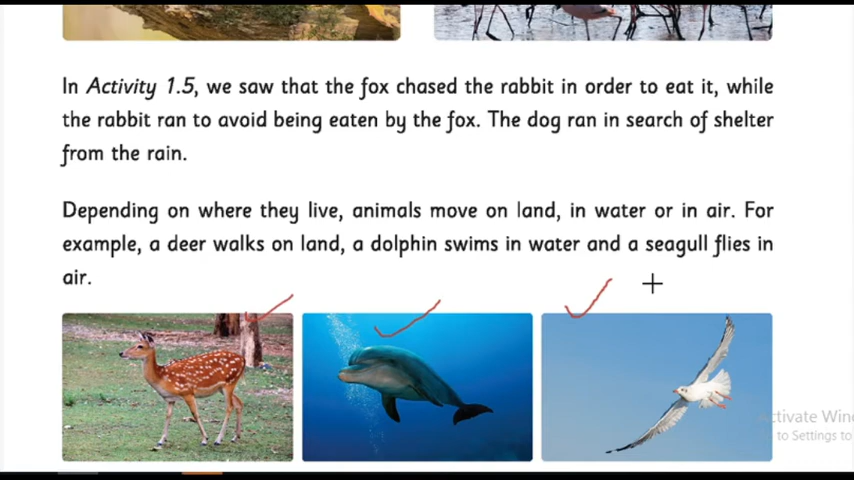 In Activity 1.5, we saw that the fox chased the rabbit in order to eat it, while
the rabbit ran to avoid being eaten by the fox. The dog ran in search of shelter
from the rain.
Depending on where they live, animals move on land, in water or in air. For
example, a deer walks on land, a dolphin swims in water and a seagull flies in
air.
to Settings to